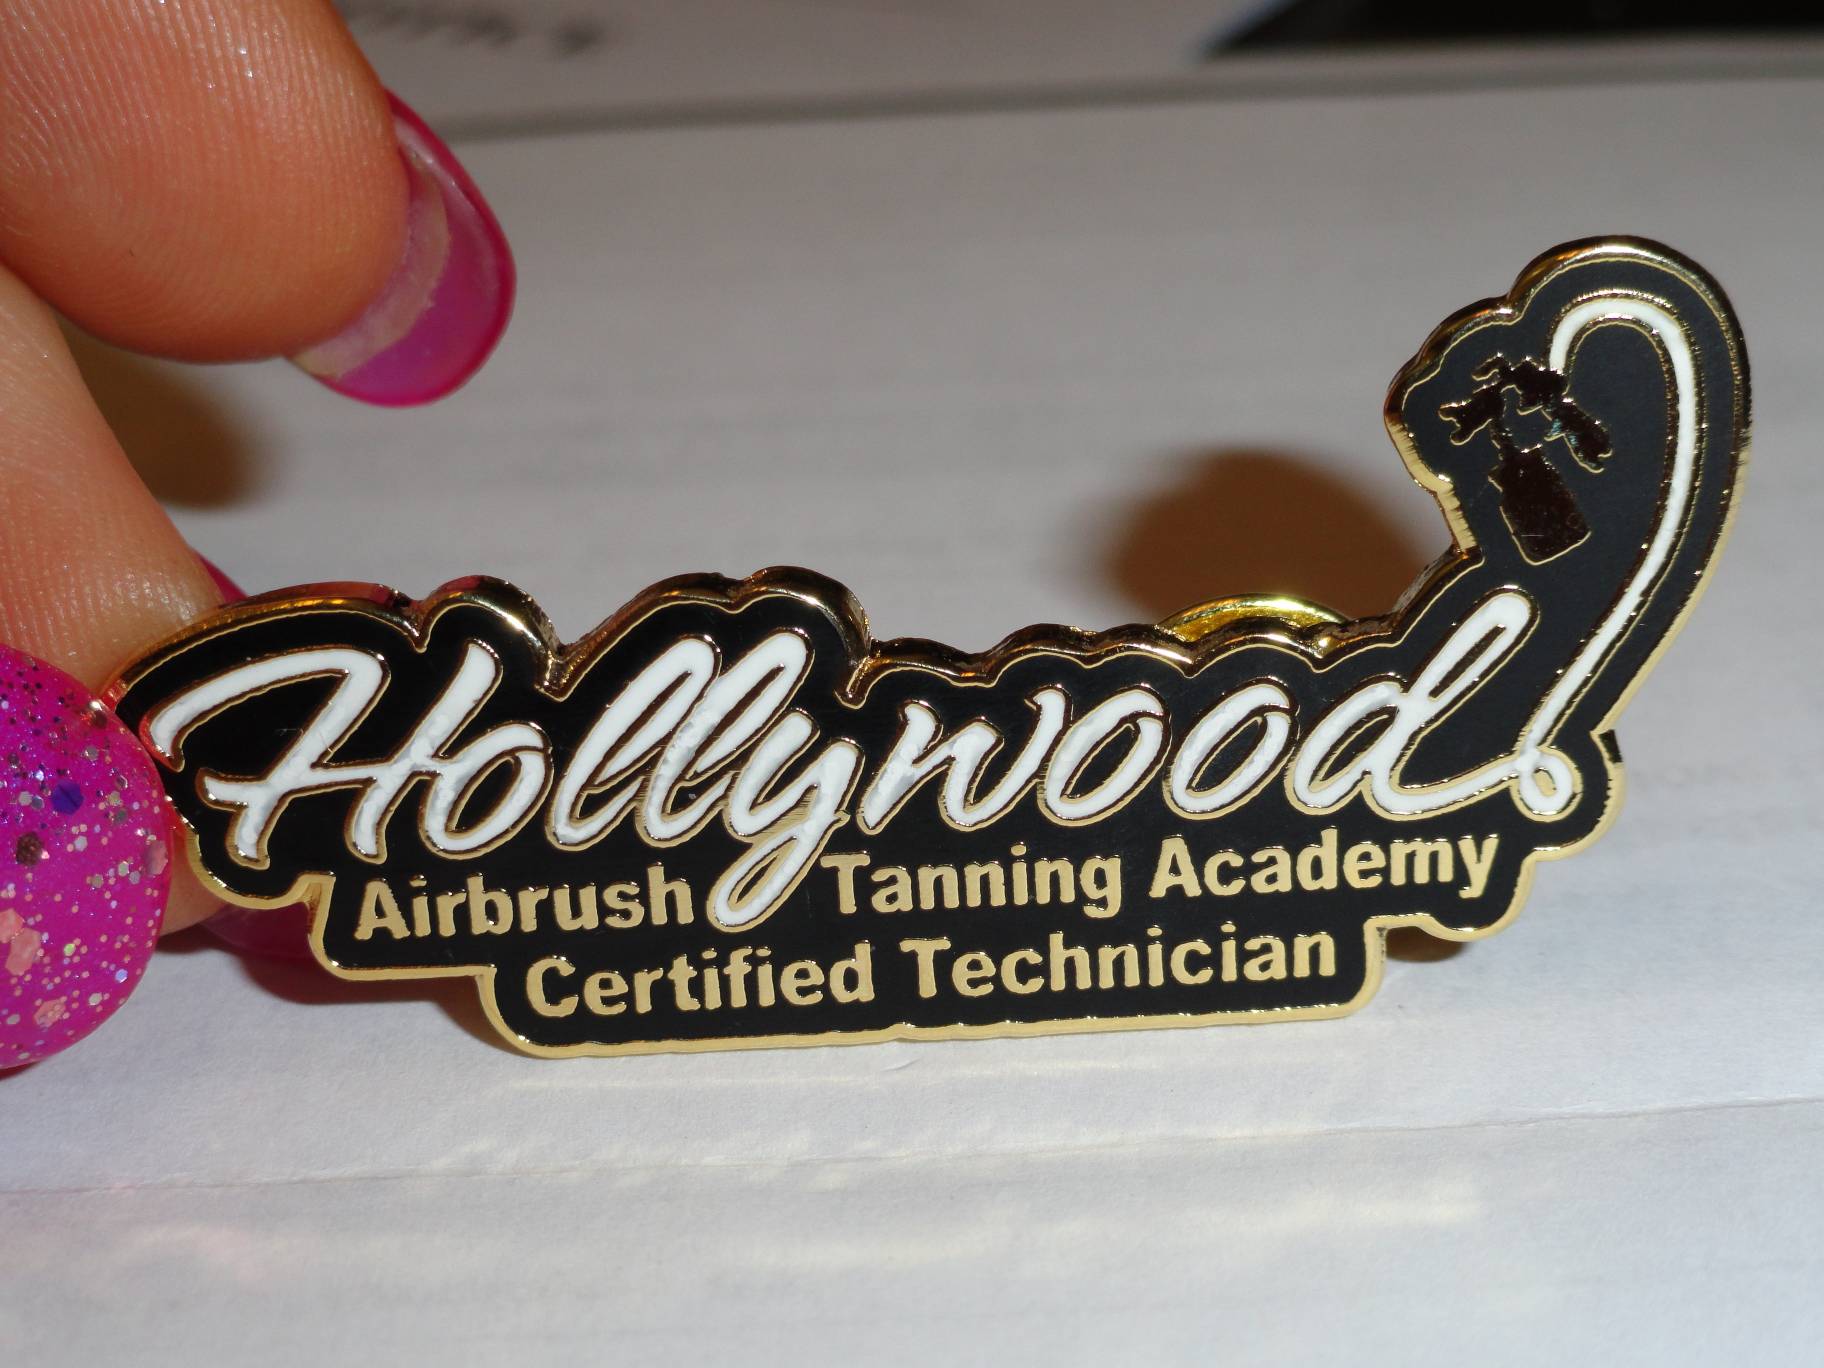 Hollywood
Airbrush Tanning Academy
Certified Technician